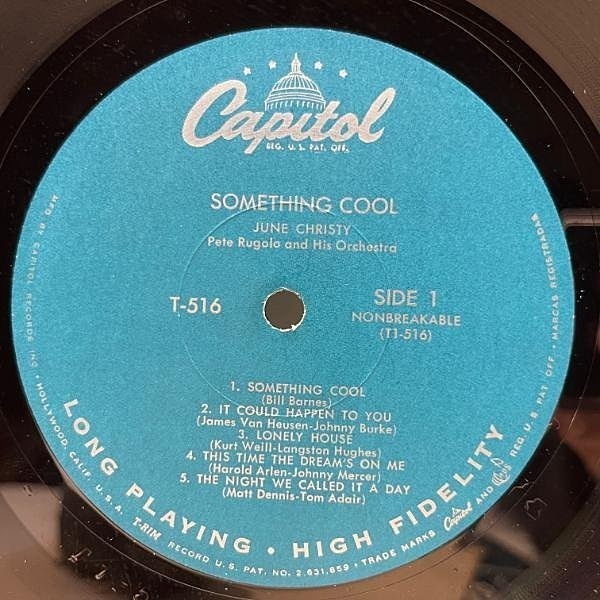 Capitol
REG. U.S. PAT. OFF.
SOMETHING COOL
JUNE CHRISTY
Pete Rugolo and His Orchestra
T-516
SIDE 1
NONBREAKABLE
(T1-516)
1. SOMETHING COOL
(Bill Barnes)
2. IT COULD HAPPEN TO YOU
(James Van Heusen-Johnny Burke)
3. LONELY HOUSE
(Kurt Weill-Langston Hughes)
4. THIS TIME THE DREAM'S ON ME
(Harold Arlen-Johnny Mercer)
5. THE NIGHT WE CALLED IT A DAY
(Matt Dennis-Tom Adair)
LONG PLAYING • HIGH FIDELITY
MFG. BY CAPITOL RECORDS, INC. • HOLLYWOOD, CALIF. U.S.A. T-RIM RECORD U.S. PAT. NO. 2,631,859 • TRADE MARKS Capitol AND REG. U.S. PAT. OFF. • MARCAS REGISTRADAS